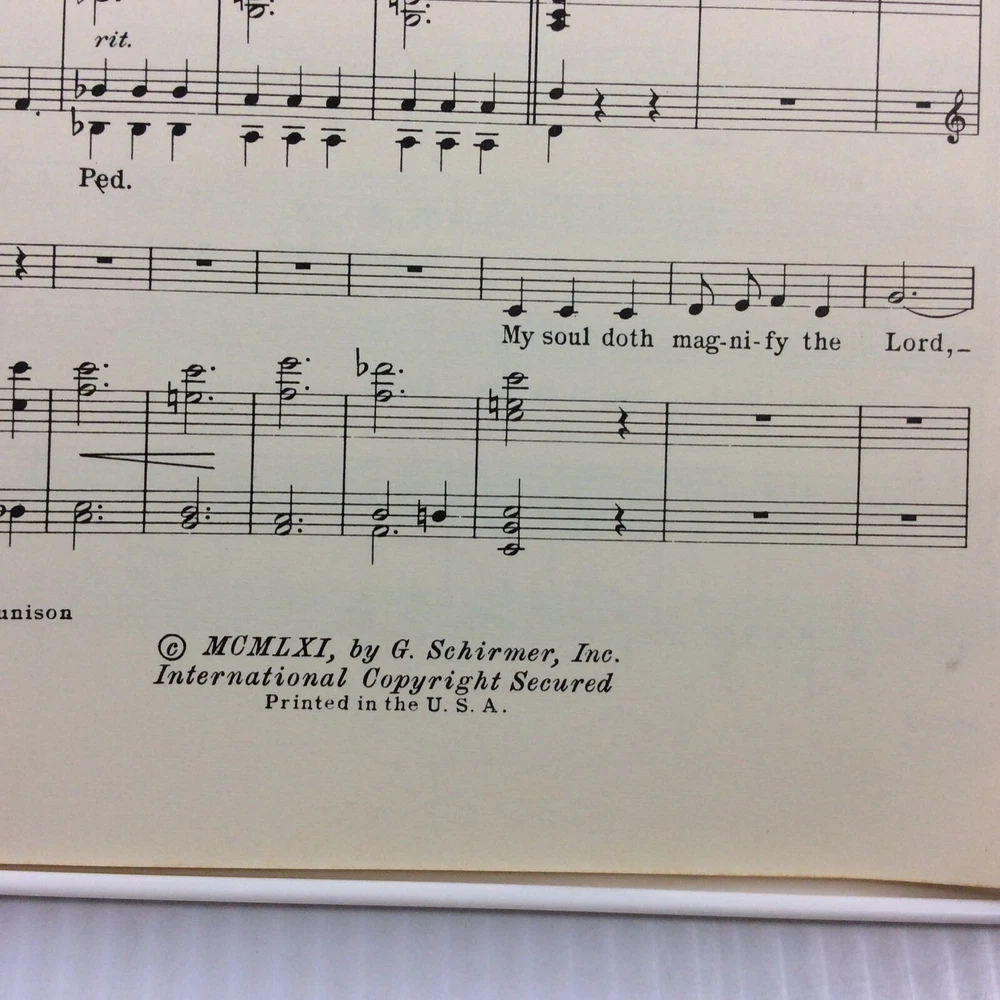 rit.
Ped.
My soul doth mag-ni-fy the Lord,–
unison
© MCMLXI, by G. Schirmer, Inc.
International Copyright Secured
Printed in the U. S. A.